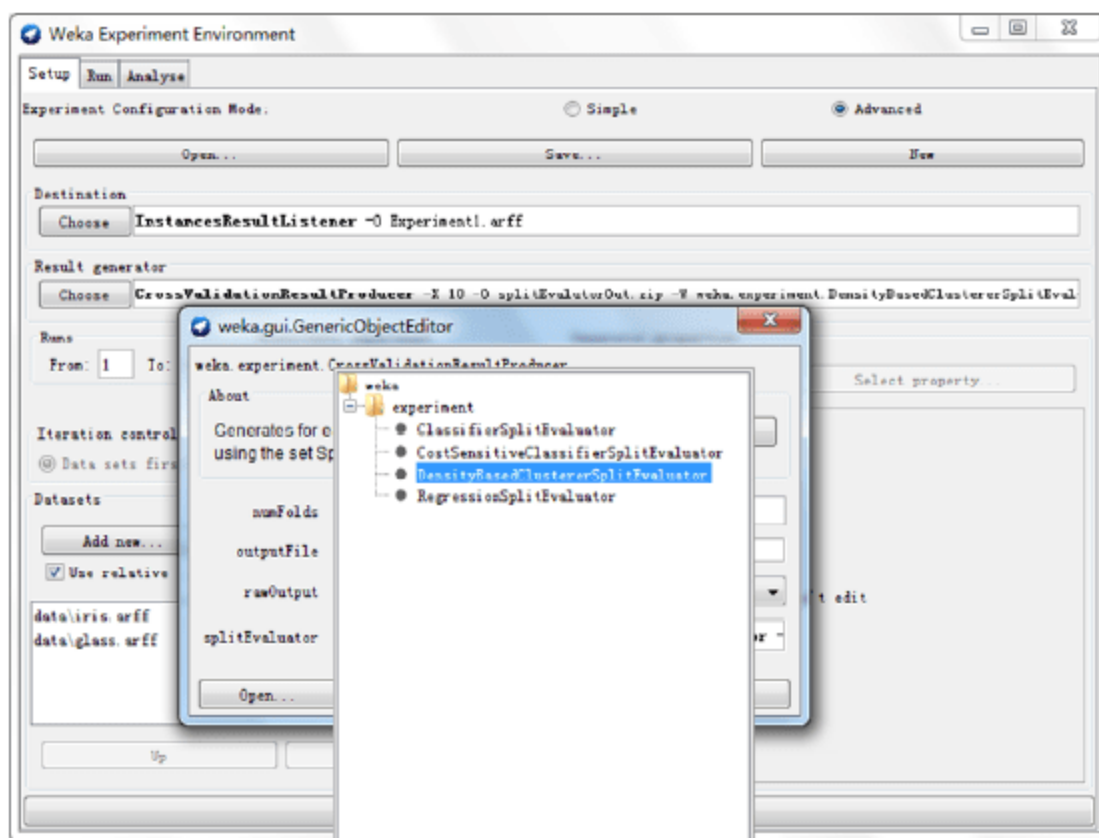 Weka Experiment Environment
Setup Run Analyse
Experiment Configuration Mode: Simple Advanced
Open... Save... New
Destination
Choose InstancesResultListener -O Experiment1.arff
Result generator
Choose CrossValidationResultProducer -X 10 -O splitEvalutorOut.zip -W weka.experiment.DensityBasedClustererSplitEval
weka.gui.GenericObjectEditor
Runs
From: 1 To:
weka.experiment.CrossValidationResultProducer
Select property...
weka
About
experiment
Generates for e
ClassifierSplitEvaluator
Iteration control
using the set Sp
CostSensitiveClassifierSplitEvaluator
Data sets firs
DensityBasedClustererSplitEvaluator
Datasets
RegressionSplitEvaluator
numFolds
Add new...
outputFile
Use relative
rawOutput
't edit
data\iris.arff
data\glass.arff
splitEvaluator
or -
Open...
Up